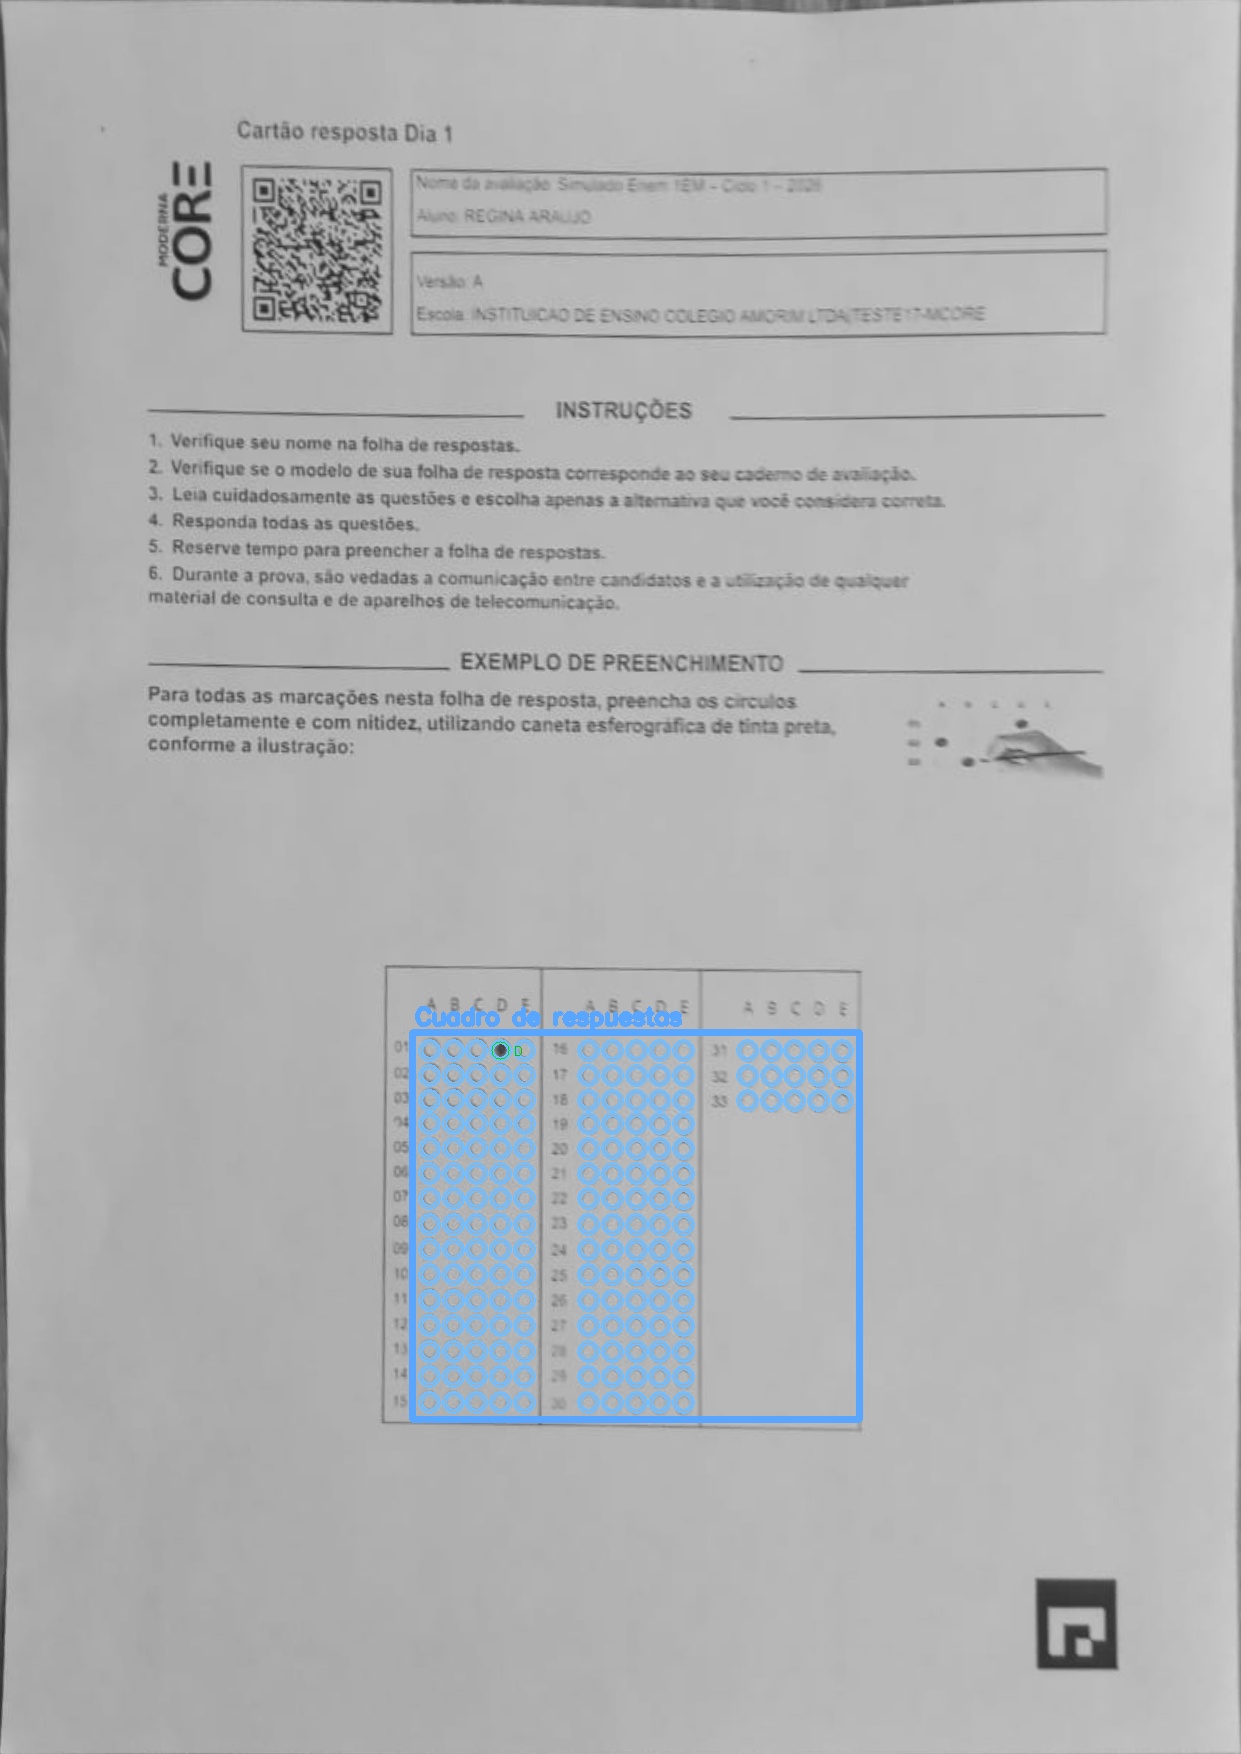 Cartão resposta Dia 1
MODERNA
CORE
Nome da avaliação: Simulado Enem 1EM - Ciclo 1 - 2026
Aluno: REGINA ARAUJO
Versão: A
Escola: INSTITUICAO DE ENSINO COLEGIO AMORIM LTDA/TESTE17-MCORE
INSTRUÇÕES
1. Verifique seu nome na folha de respostas.
2. Verifique se o modelo de sua folha de resposta corresponde ao seu caderno de avaliação.
3. Leia cuidadosamente as questões e escolha apenas a alternativa que você considera correta.
4. Responda todas as questões.
5. Reserve tempo para preencher a folha de respostas.
6. Durante a prova, são vedadas a comunicação entre candidatos e a utilização de qualquer
material de consulta e de aparelhos de telecomunicação.
EXEMPLO DE PREENCHIMENTO
Para todas as marcações nesta folha de resposta, preencha os círculos
completamente e com nitidez, utilizando caneta esferográfica de tinta preta,
conforme a ilustração:
A B C D E A B C D E A B C D E
Cuadro de respuestas
01 D 16 31
02 17 32
03 18 33
04 19
05 20
06 21
07 22
08 23
09 24
10 25
11 26
12 27
13 28
14 29
15 30